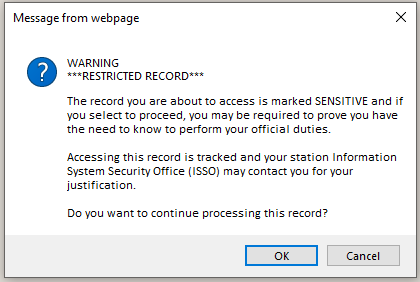 Message from webpage
WARNING
***RESTRICTED RECORD***
The record you are about to access is marked SENSITIVE and if
you select to proceed, you may be required to prove you have
the need to know to perform your official duties.
Accessing this record is tracked and your station Information
System Security Office (ISSO) may contact you for your
justification.
Do you want to continue processing this record?
OK
Cancel